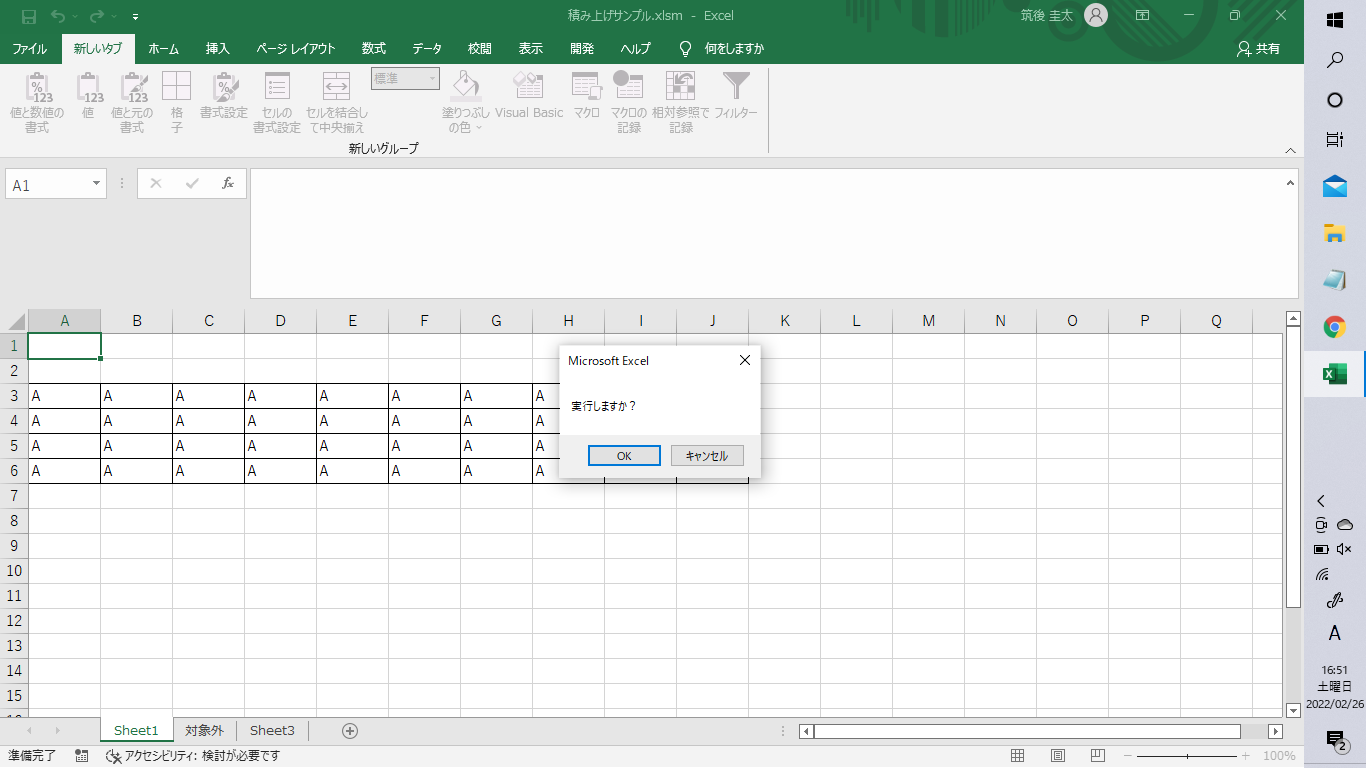 積み上げサンプル.xlsm - Excel
筑後 圭太
ファイル 新しいタブ ホーム 挿入 ページ レイアウト 数式 データ 校閲 表示 開発 ヘルプ 何をしますか 共有
値と数値の書式
値
値と元の書式
格子
書式設定
セルの書式設定
セルを結合して中央揃え
標準
塗りつぶしの色
Visual Basic
マクロ
マクロの記録
相対参照で記録
フィルター
新しいグループ
A1
fx
A B C D E F G H I J K L M N O P Q
1
2
3 A A A A A A A A
4 A A A A A A A A
5 A A A A A A A A
6 A A A A A A A A
7
8
9
10
11
12
13
14
15
Microsoft Excel
実行しますか？
OK キャンセル
Sheet1 対象外 Sheet3
準備完了 アクセシビリティ: 検討が必要です 100%
A
16:51
土曜日
2022/02/26
2